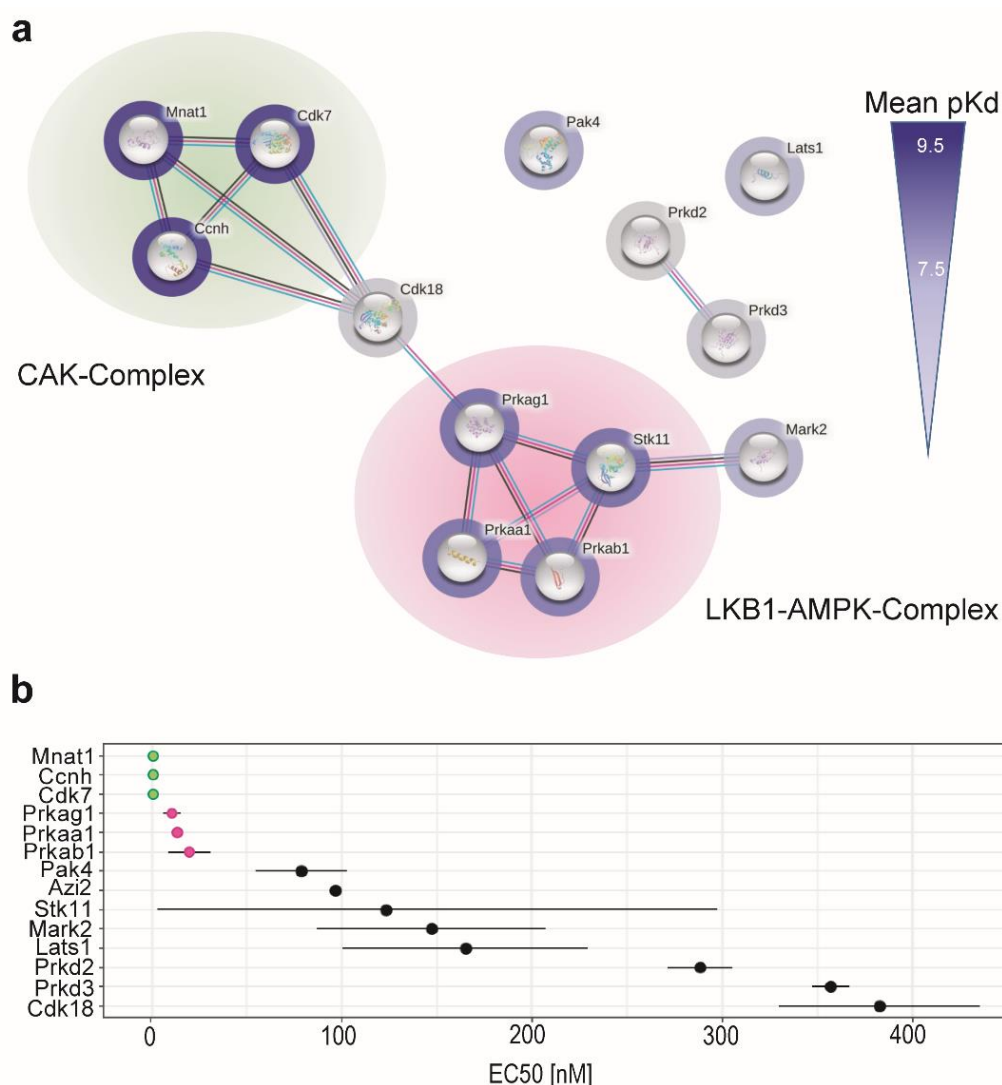 a
Mnat1
Cdk7
Ccnh
Cdk18
CAK-Complex
Pak4
Lats1
Prkd2
Prkd3
Mean pKd
9.5
7.5
Prkag1
Stk11
Mark2
Prkaa1
Prkab1
LKB1-AMPK-Complex
b
Mnat1
Ccnh
Cdk7
Prkag1
Prkaa1
Prkab1
Pak4
Azi2
Stk11
Mark2
Lats1
Prkd2
Prkd3
Cdk18
0 100 200 300 400
EC50 [nM]